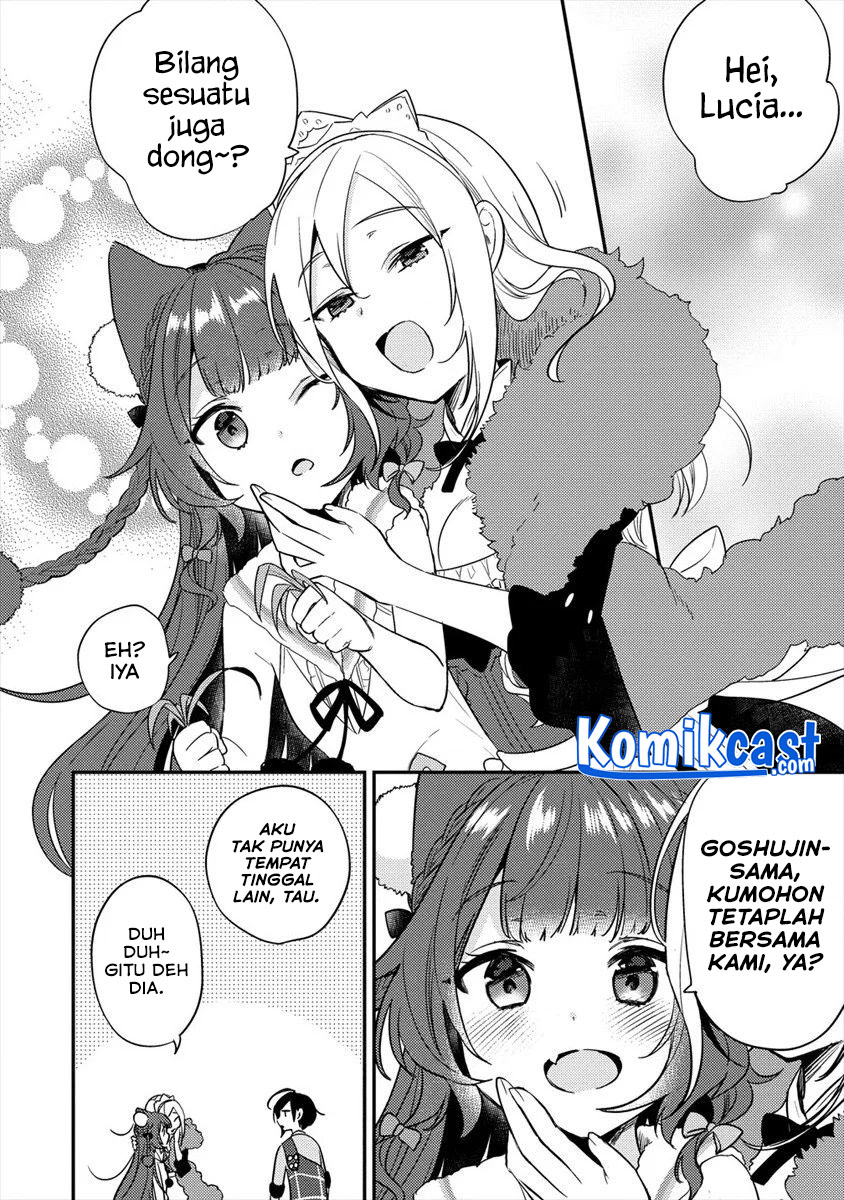 Hei,
Lucia...
Bilang
sesuatu
juga
dong~?
EH?
IYA
Komikcast
.com
GOSHUJIN-
SAMA,
KUMOHON
TETAPLAH
BERSAMA
KAMI, YA?
AKU
TAK PUNYA
TEMPAT
TINGGAL
LAIN, TAU.
DUH
DUH~
GITU DEH
DIA.